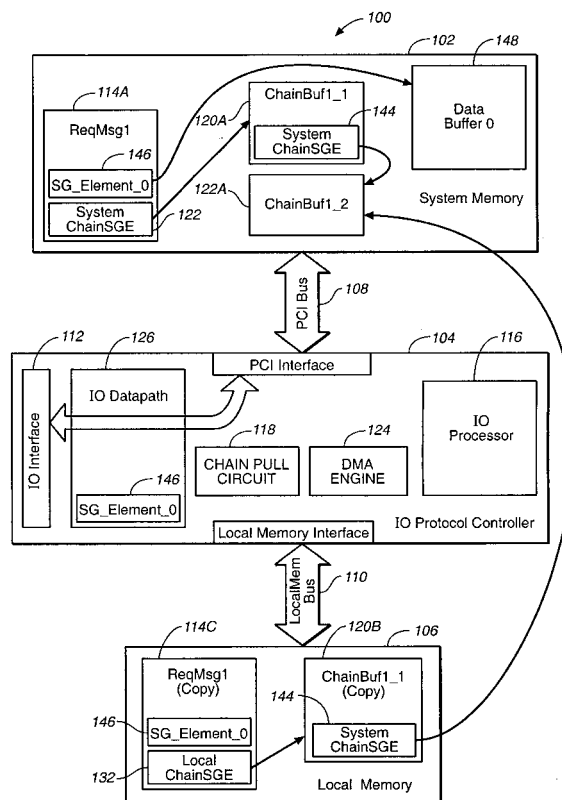 100
102
148
114A
ReqMsg1
146
SG_Element_0
System
ChainSGE
122
120A
ChainBuf1_1
144
System
ChainSGE
122A
ChainBuf1_2
Data
Buffer 0
System Memory
PCI Bus
108
112
126
104
116
PCI Interface
IO Interface
IO Datapath
146
SG_Element_0
118
CHAIN PULL
CIRCUIT
124
DMA
ENGINE
IO
Processor
Local Memory Interface
IO Protocol Controller
LocalMem
Bus
110
114C
120B
106
ReqMsg1
(Copy)
146
SG_Element_0
132
Local
ChainSGE
ChainBuf1_1
(Copy)
144
System
ChainSGE
Local Memory